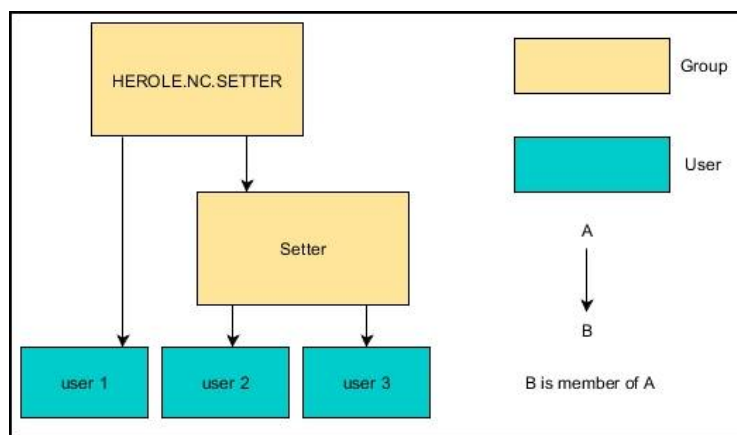 HEROLE.NC.SETTER
Group
User
Setter
A
B
user 1
user 2
user 3
B is member of A